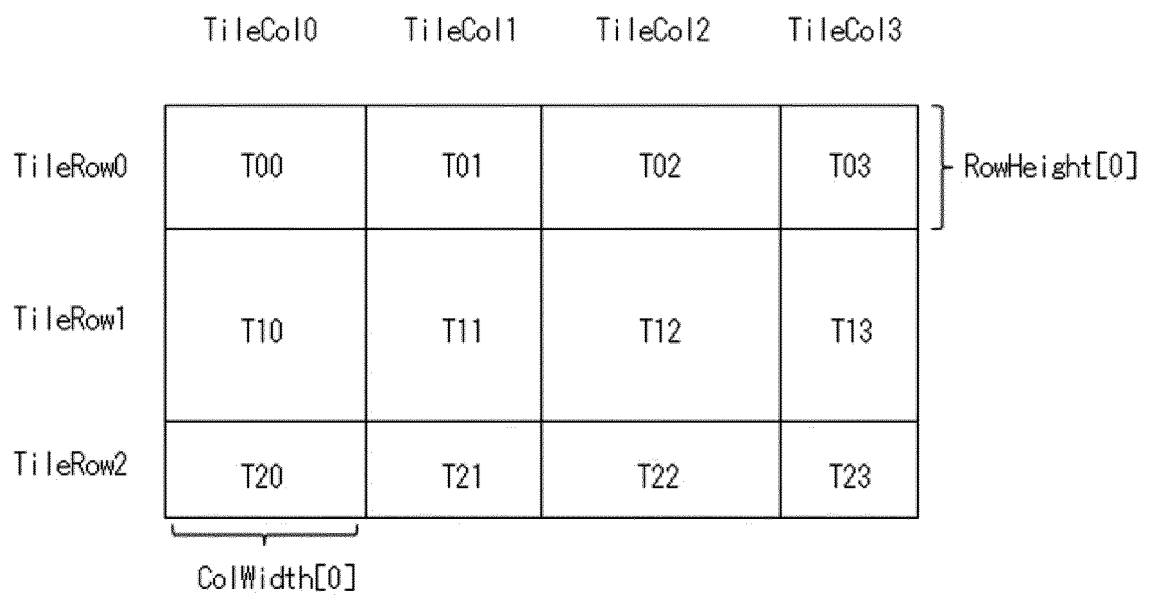 TileCol0 TileCol1 TileCol2 TileCol3
TileRow0 T00 T01 T02 T03 RowHeight[0]
TileRow1 T10 T11 T12 T13
TileRow2 T20 T21 T22 T23
ColWidth[0]